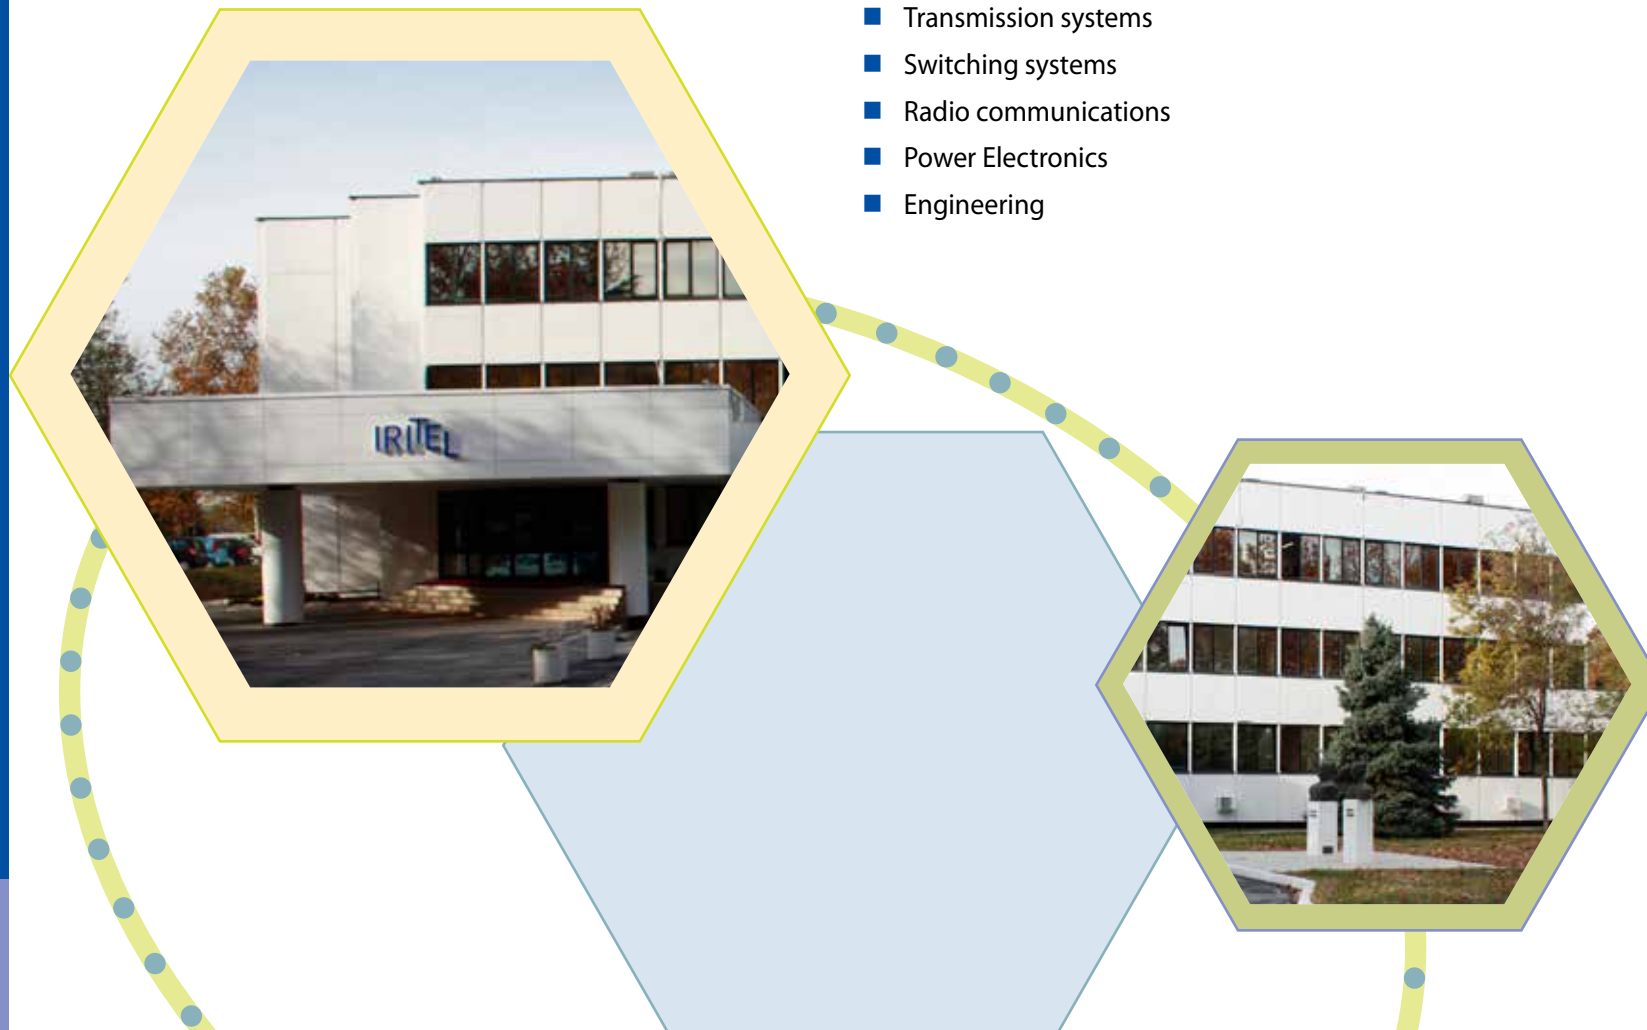 Transmission systems
Switching systems
Radio communications
Power Electronics
Engineering
IRITEL